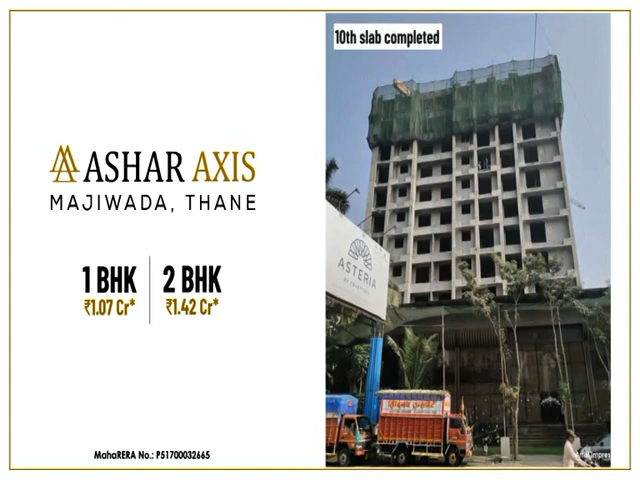 10th slab completed
ASHAR AXIS
MAJIWADA, THANE
1 BHK
₹1.07 Cr*
2 BHK
₹1.42 Cr*
ASTERIA
MahaRERA No.: P51700032665